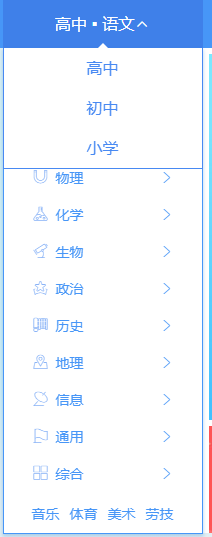 高中 ▪ 语文
高中
初中
小学
物理
化学
生物
政治
历史
地理
信息
通用
综合
音乐 体育 美术 劳技